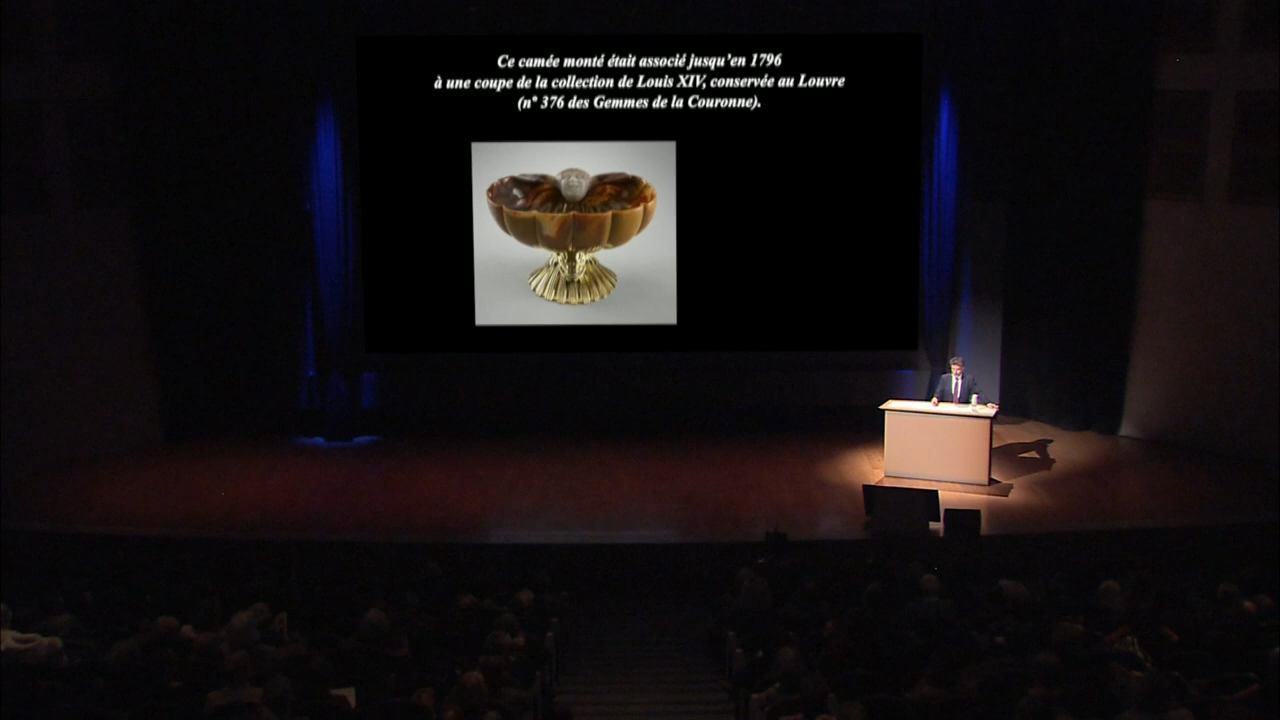 Ce camée monté était associé jusqu'en 1796
à une coupe de la collection de Louis XIV, conservée au Louvre
(n° 376 des Gemmes de la Couronne).